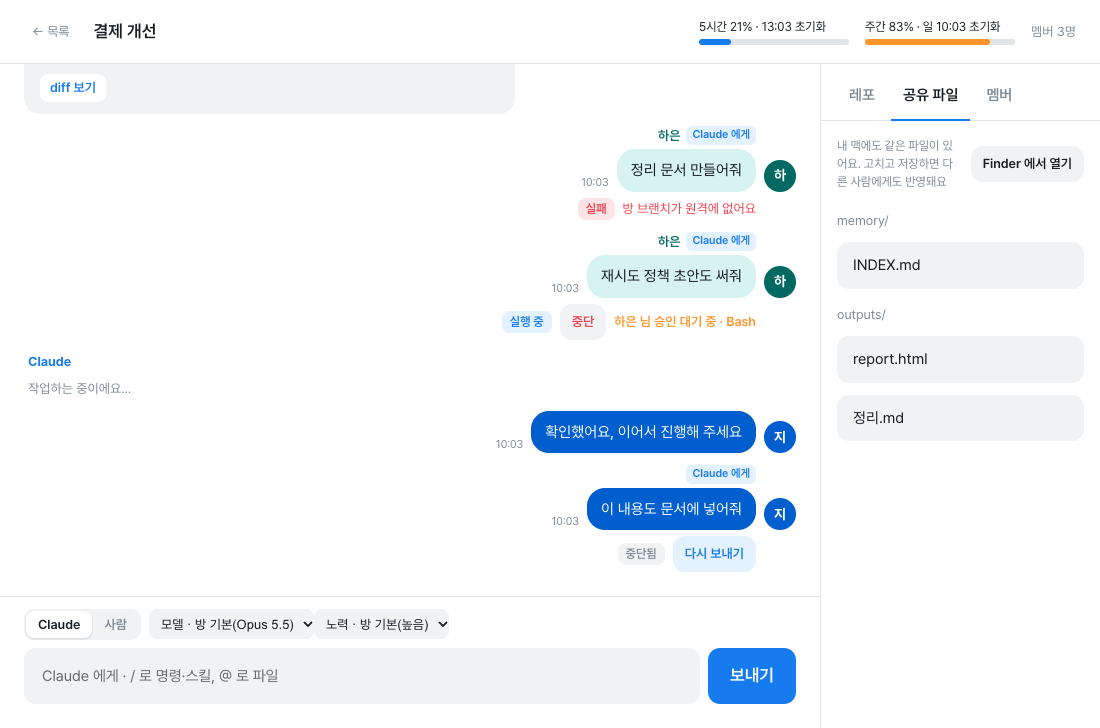 ← 목록
결제 개선
5시간 21% · 13:03 초기화
주간 83% · 일 10:03 초기화
멤버 3명
diff 보기
하은 Claude 에게
정리 문서 만들어줘
하
10:03
실패 방 브랜치가 원격에 없어요
하은 Claude 에게
재시도 정책 초안도 써줘
하
10:03
실행 중 중단 하은 님 승인 대기 중 · Bash
Claude
작업하는 중이에요…
확인했어요, 이어서 진행해 주세요
지
10:03
Claude 에게
이 내용도 문서에 넣어줘
지
10:03
중단됨 다시 보내기
Claude 사람 모델 · 방 기본(Opus 5.5) 노력 · 방 기본(높음)
Claude 에게 · / 로 명령·스킬, @ 로 파일
보내기
레포 공유 파일 멤버
내 맥에도 같은 파일이 있
어요. 고치고 저장하면 다
른 사람에게도 반영돼요
Finder 에서 열기
memory/
INDEX.md
outputs/
report.html
정리.md